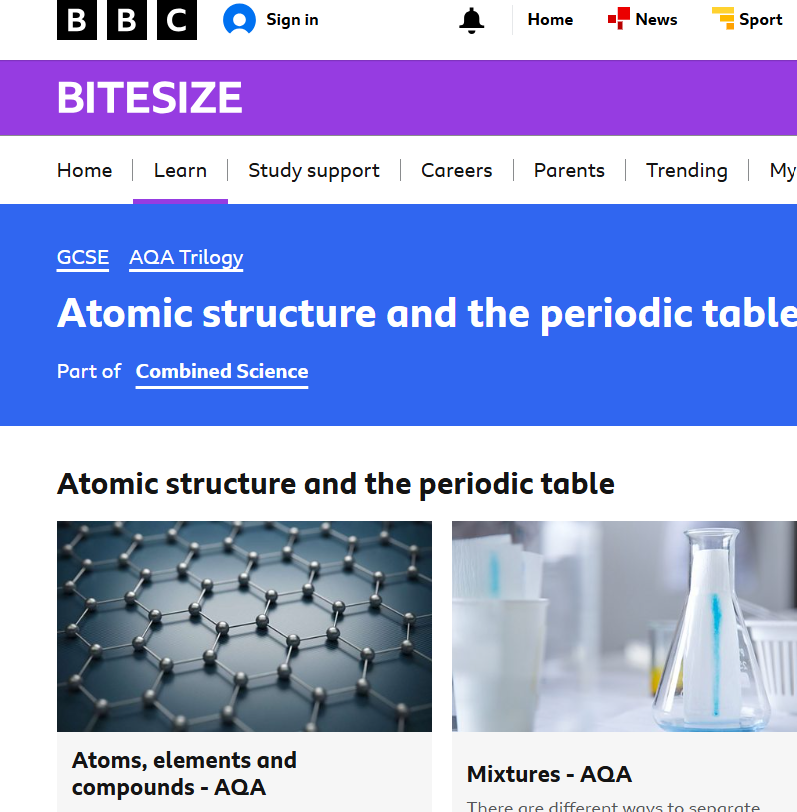 BBC Sign in Home News Sport
BITESIZE
Home Learn Study support Careers Parents Trending My
GCSE AQA Trilogy
Atomic structure and the periodic table
Part of Combined Science
Atomic structure and the periodic table
Atoms, elements and
compounds - AQA
Mixtures - AQA
There are different ways to separate